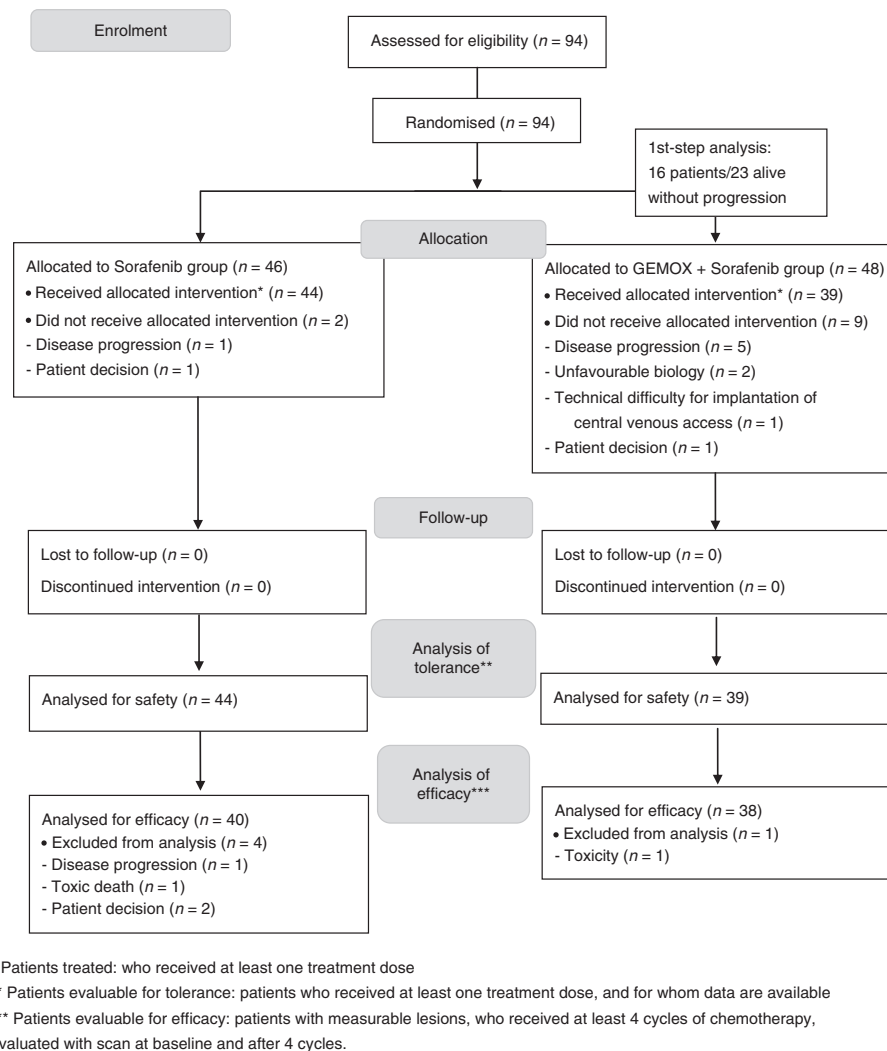 Enrolment
Assessed for eligibility (n = 94)
Randomised (n = 94)
1st-step analysis:
16 patients/23 alive
without progression
Allocation
Allocated to Sorafenib group (n = 46)
• Received allocated intervention* (n = 44)
• Did not receive allocated intervention (n = 2)
- Disease progression (n = 1)
- Patient decision (n = 1)
Allocated to GEMOX + Sorafenib group (n = 48)
• Received allocated intervention* (n = 39)
• Did not receive allocated intervention (n = 9)
- Disease progression (n = 5)
- Unfavourable biology (n = 2)
- Technical difficulty for implantation of
central venous access (n = 1)
- Patient decision (n = 1)
Follow-up
Lost to follow-up (n = 0)
Discontinued intervention (n = 0)
Lost to follow-up (n = 0)
Discontinued intervention (n = 0)
Analysis of
tolerance**
Analysed for safety (n = 44)
Analysed for safety (n = 39)
Analysis of
efficacy***
Analysed for efficacy (n = 40)
• Excluded from analysis (n = 4)
- Disease progression (n = 1)
- Toxic death (n = 1)
- Patient decision (n = 2)
Analysed for efficacy (n = 38)
• Excluded from analysis (n = 1)
- Toxicity (n = 1)
Patients treated: who received at least one treatment dose
* Patients evaluable for tolerance: patients who received at least one treatment dose, and for whom data are available
** Patients evaluable for efficacy: patients with measurable lesions, who received at least 4 cycles of chemotherapy,
valuated with scan at baseline and after 4 cycles.